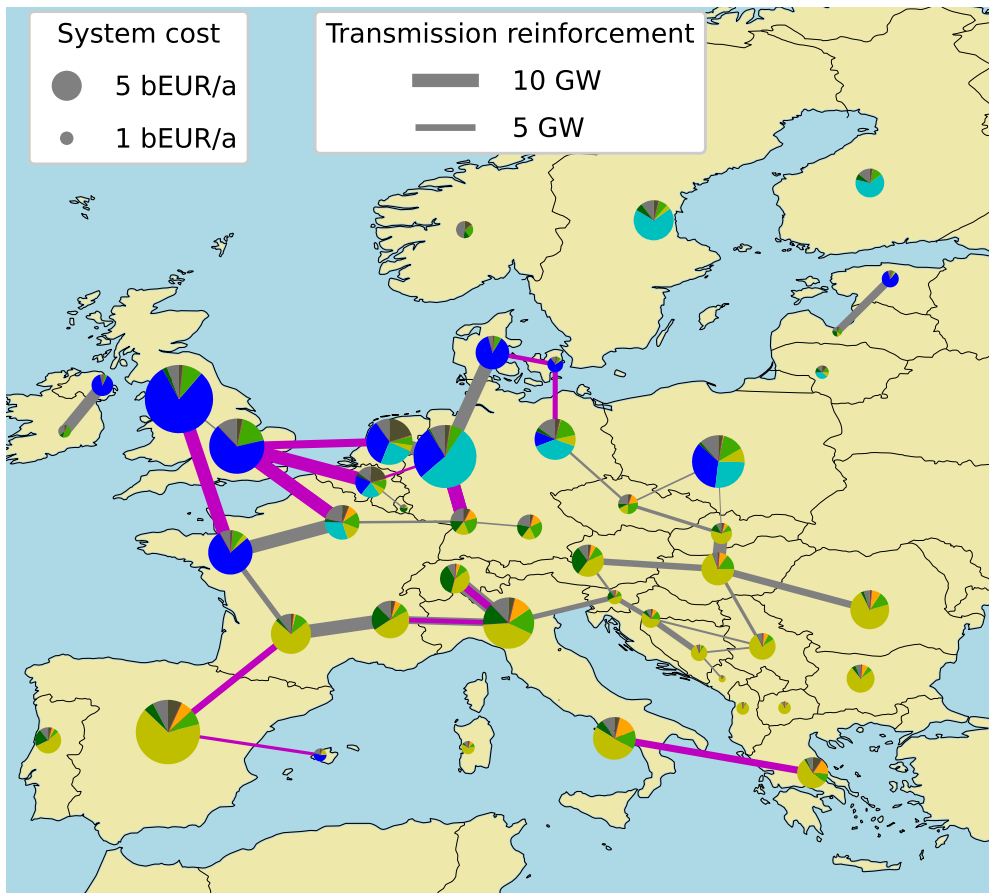 System cost
5 bEUR/a
1 bEUR/a
Transmission reinforcement
10 GW
5 GW